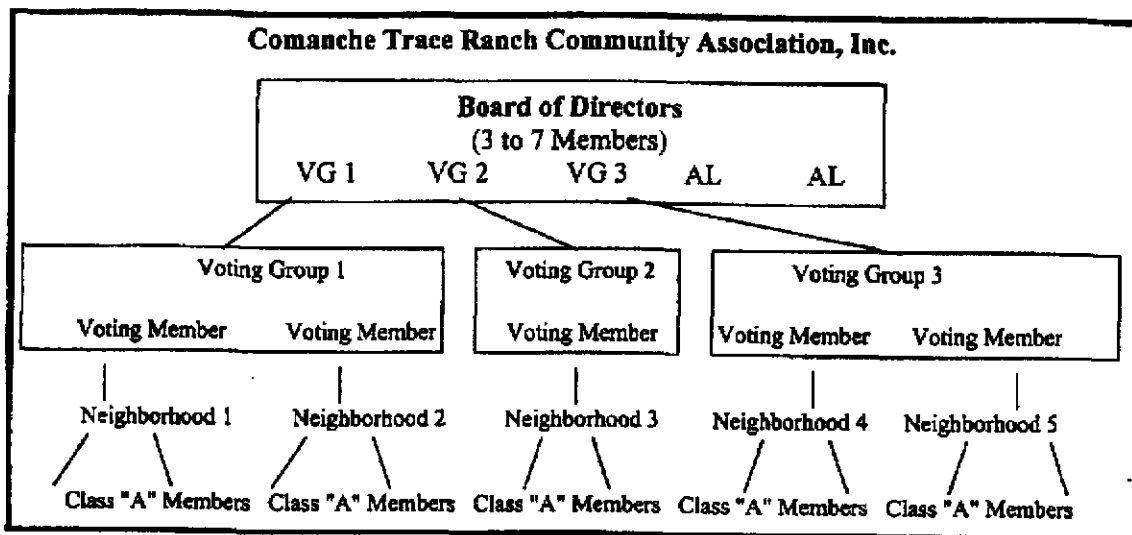 Comanche Trace Ranch Community Association, Inc.
Board of Directors
(3 to 7 Members)
VG 1 VG 2 VG 3 AL AL
Voting Group 1 Voting Group 2 Voting Group 3
Voting Member Voting Member Voting Member Voting Member Voting Member
Neighborhood 1 Neighborhood 2 Neighborhood 3 Neighborhood 4 Neighborhood 5
Class "A" Members Class "A" Members Class "A" Members Class "A" Members Class "A" Members